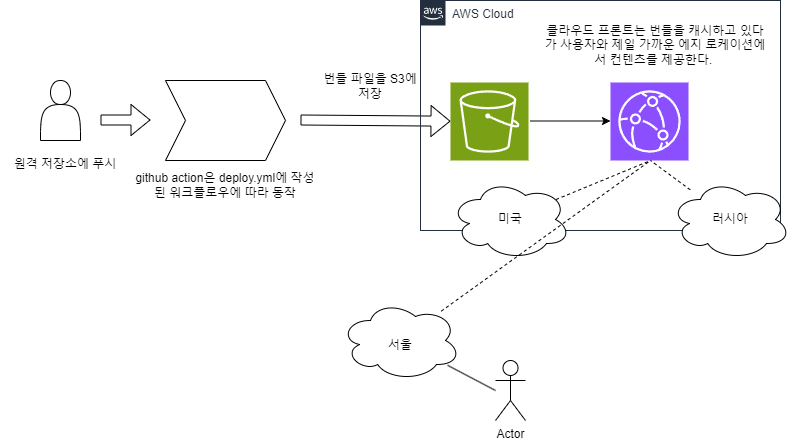 aws
AWS Cloud
클라우드 프론트는 번들을 캐시하고 있다
가 사용자와 제일 가까운 에지 로케이션에
서 컨텐츠를 제공한다.
번들 파일을 S3에
저장
원격 저장소에 푸시
github action은 deploy.yml에 작성
된 워크플로우에 따라 동작
미국
러시아
서울
Actor